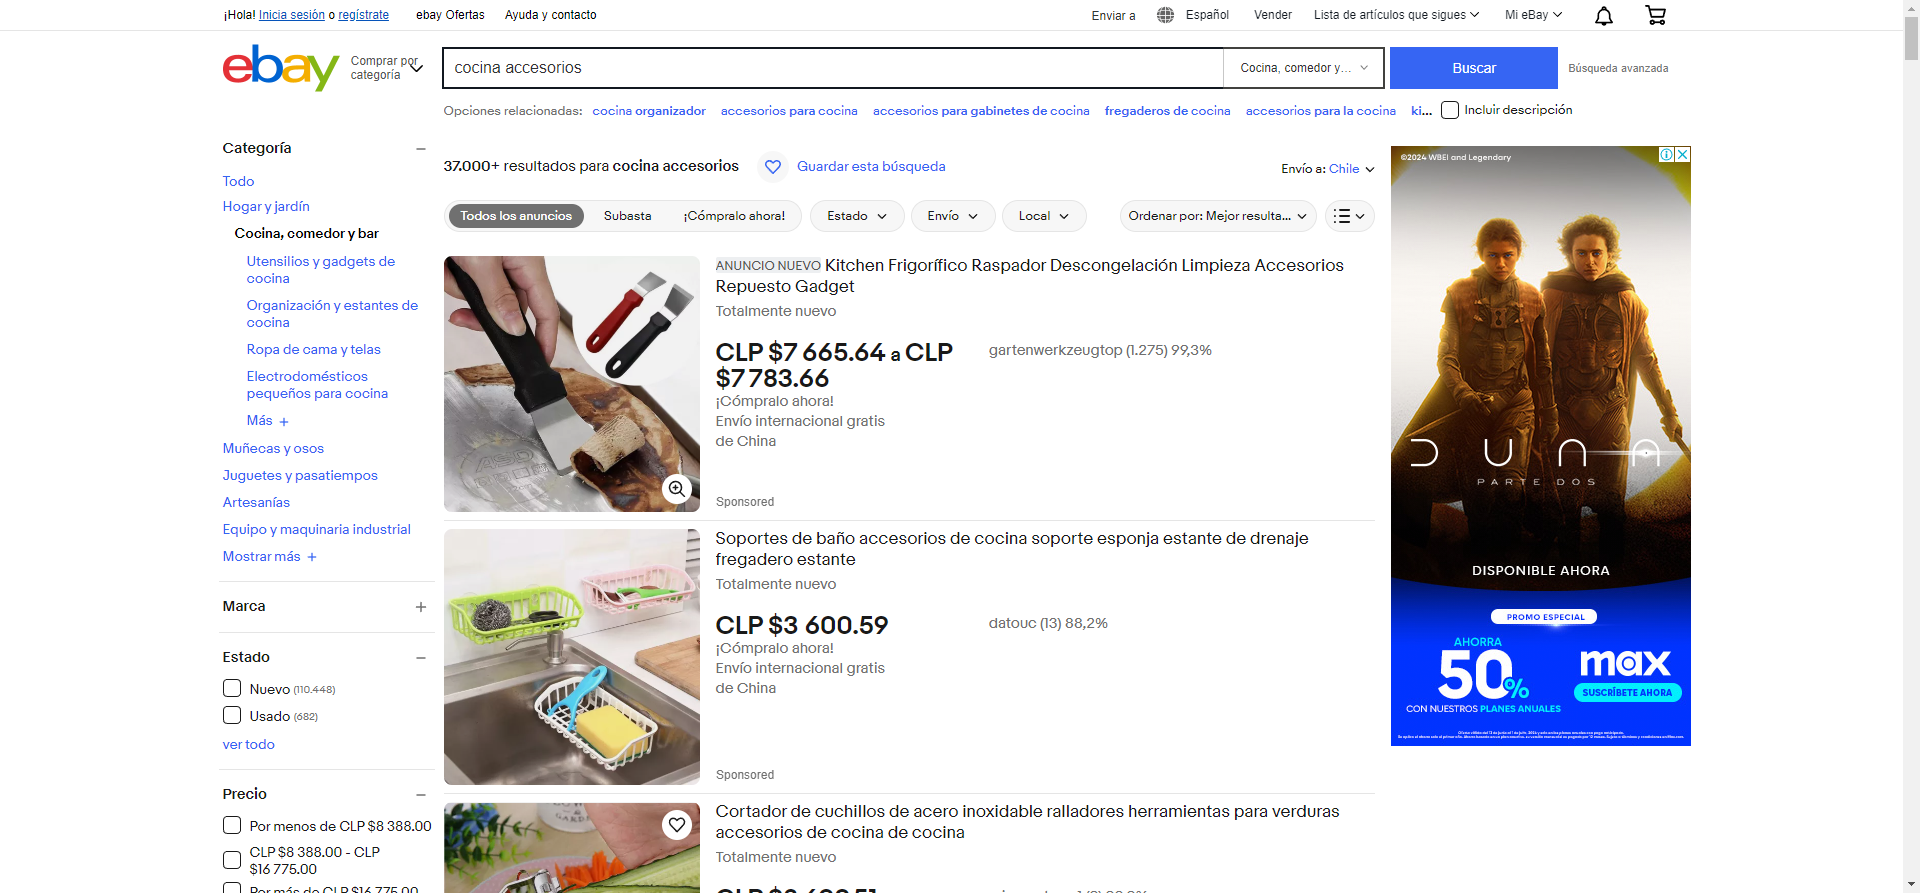 ¡Hola! Inicia sesión o regístrate
ebay Ofertas
Ayuda y contacto
Enviar a
Español
Vender
Lista de artículos que sigues
Mi eBay
ebay
Comprar por
categoría
cocina accesorios
Cocina, comedor y...
Buscar
Búsqueda avanzada
Opciones relacionadas: cocina organizador accesorios para cocina accesorios para gabinetes de cocina fregaderos de cocina accesorios para la cocina ki...
Incluir descripción
Categoría
Todo
Hogar y jardín
Cocina, comedor y bar
Utensilios y gadgets de
cocina
Organización y estantes de
cocina
Ropa de cama y telas
Electrodomésticos
pequeños para cocina
Más
Muñecas y osos
Juguetes y pasatiempos
Artesanías
Equipo y maquinaria industrial
Mostrar más
Marca
Estado
Nuevo (110.448)
Usado (682)
ver todo
Precio
Por menos de CLP $8 388.00
CLP $8 388.00 - CLP
$16 775.00
Por más de CLP $16 775.00
37.000+ resultados para cocina accesorios
Guardar esta búsqueda
Envío a: Chile
Todos los anuncios
Subasta
¡Cómpralo ahora!
Estado
Envío
Local
Ordenar por: Mejor resulta...
ANUNCIO NUEVO Kitchen Frigorífico Raspador Descongelación Limpieza Accesorios
Repuesto Gadget
Totalmente nuevo
CLP $7 665.64 a CLP
$7 783.66
gartenwerkzeugtop (1.275) 99,3%
¡Cómpralo ahora!
Envío internacional gratis
de China
Sponsored
ASD
Soportes de baño accesorios de cocina soporte esponja estante de drenaje
fregadero estante
Totalmente nuevo
CLP $3 600.59
datouc (13) 88,2%
¡Cómpralo ahora!
Envío internacional gratis
de China
Sponsored
Cortador de cuchillos de acero inoxidable ralladores herramientas para verduras
accesorios de cocina de cocina
Totalmente nuevo
©2024 WBEI and Legendary
DUNA
PARTE DOS
DISPONIBLE AHORA
PROMO ESPECIAL
AHORRA
50%
CON NUESTROS PLANES ANUALES
max
SUSCRÍBETE AHORA